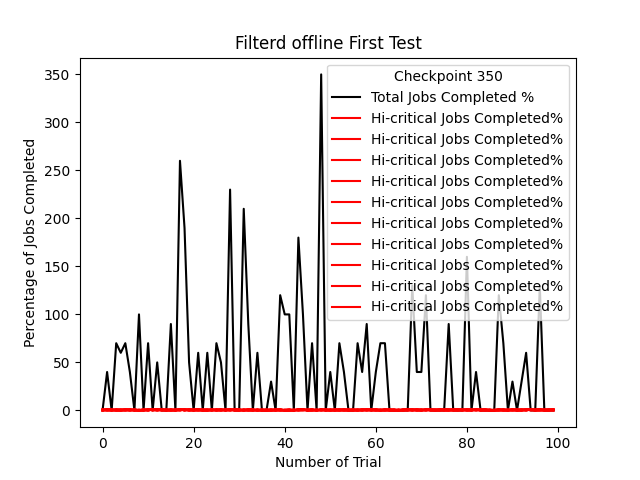 Filterd offline First Test
Percentage of Jobs Completed
350
300
250
200
150
100
50
0
Checkpoint 350
Total Jobs Completed %
Hi-critical Jobs Completed%
Hi-critical Jobs Completed%
Hi-critical Jobs Completed%
Hi-critical Jobs Completed%
Hi-critical Jobs Completed%
Hi-critical Jobs Completed%
Hi-critical Jobs Completed%
Hi-critical Jobs Completed%
Hi-critical Jobs Completed%
Hi-critical Jobs Completed%
0 20 40 60 80 100
Number of Trial